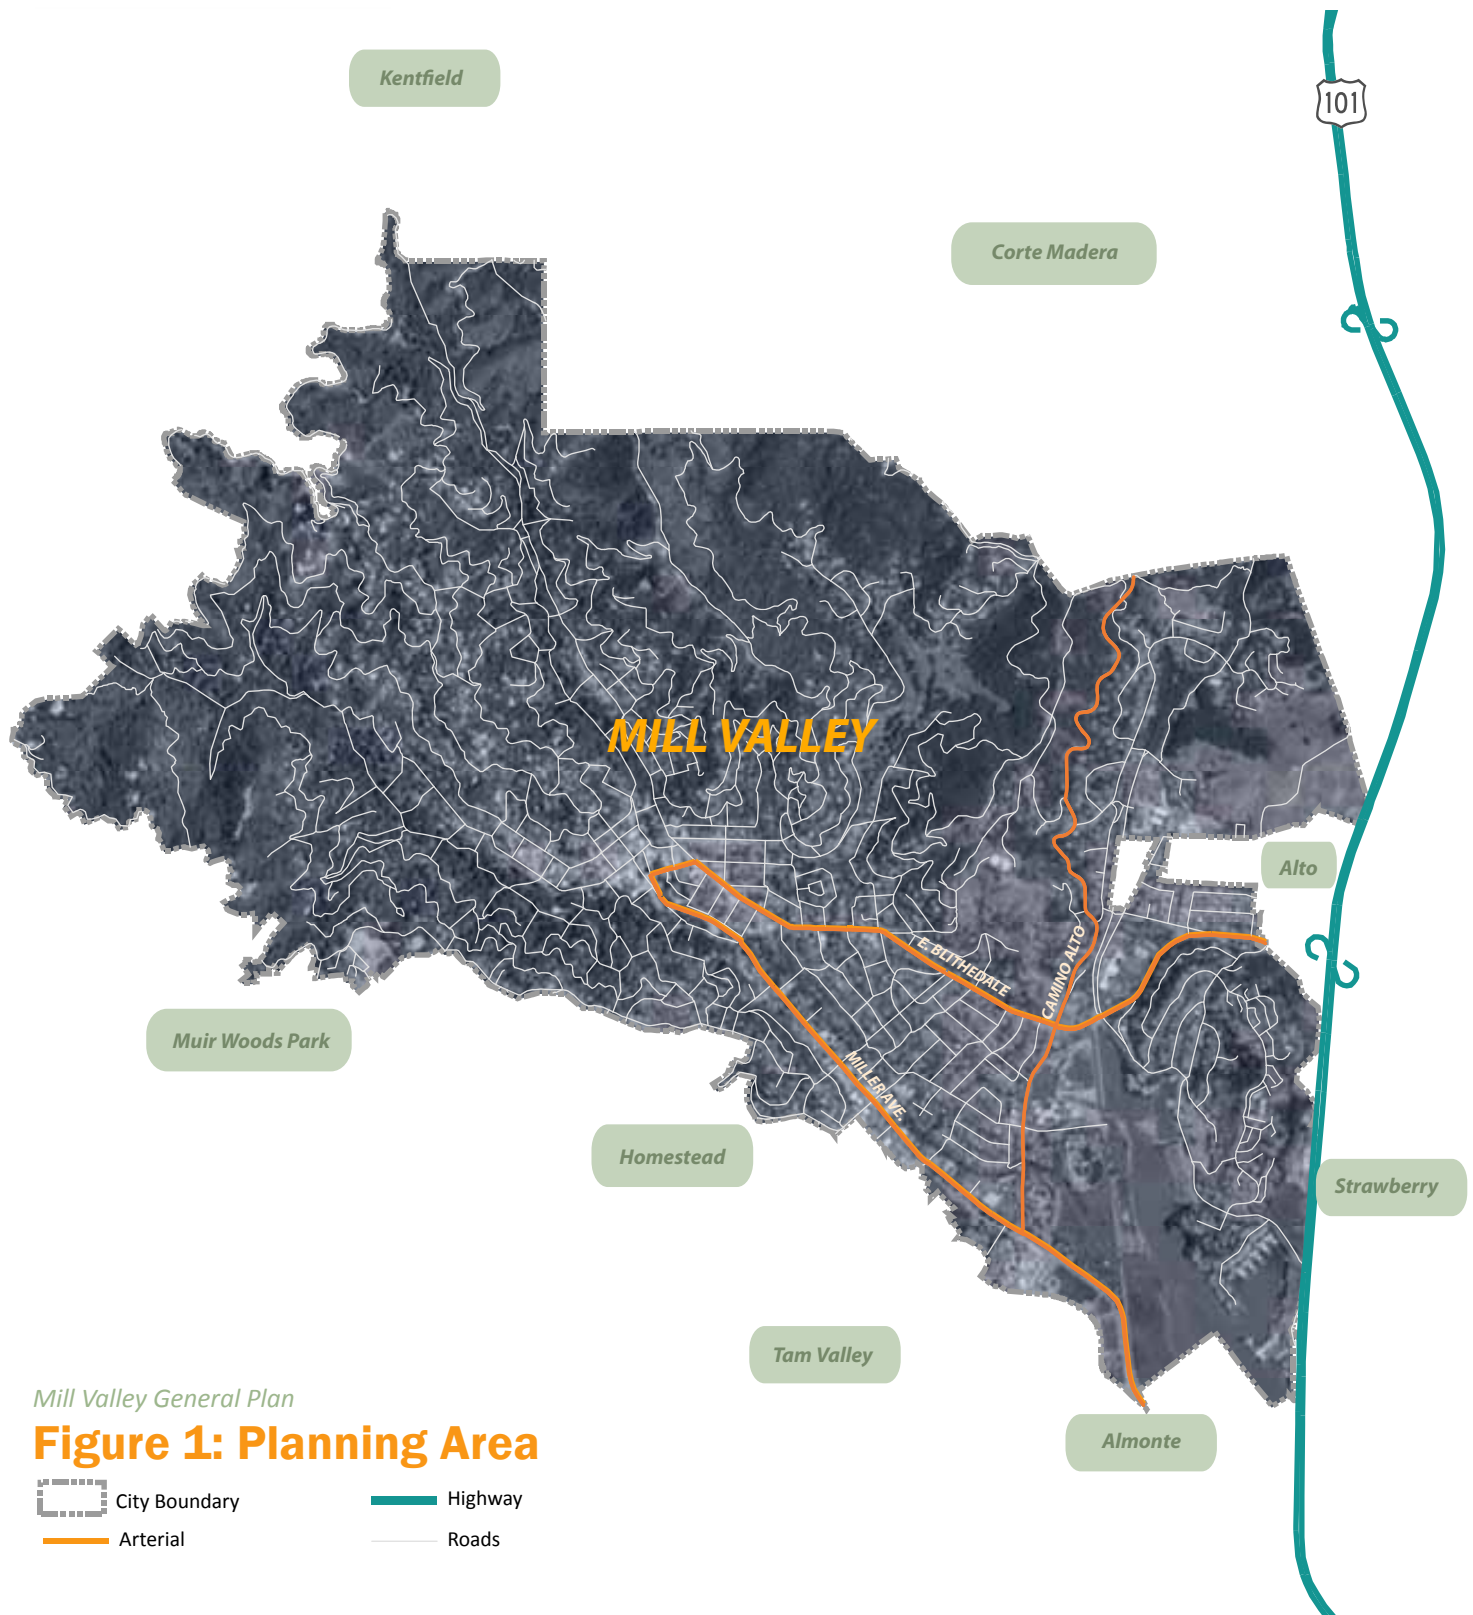 Kentfield
101
Corte Madera
MILL VALLEY
Alto
E. BLITHEDALE
CAMINO ALTO
Muir Woods Park
MILLER AVE.
Homestead
Strawberry
Tam Valley
Almonte
Mill Valley General Plan
Figure 1: Planning Area
City Boundary
Highway
Arterial
Roads